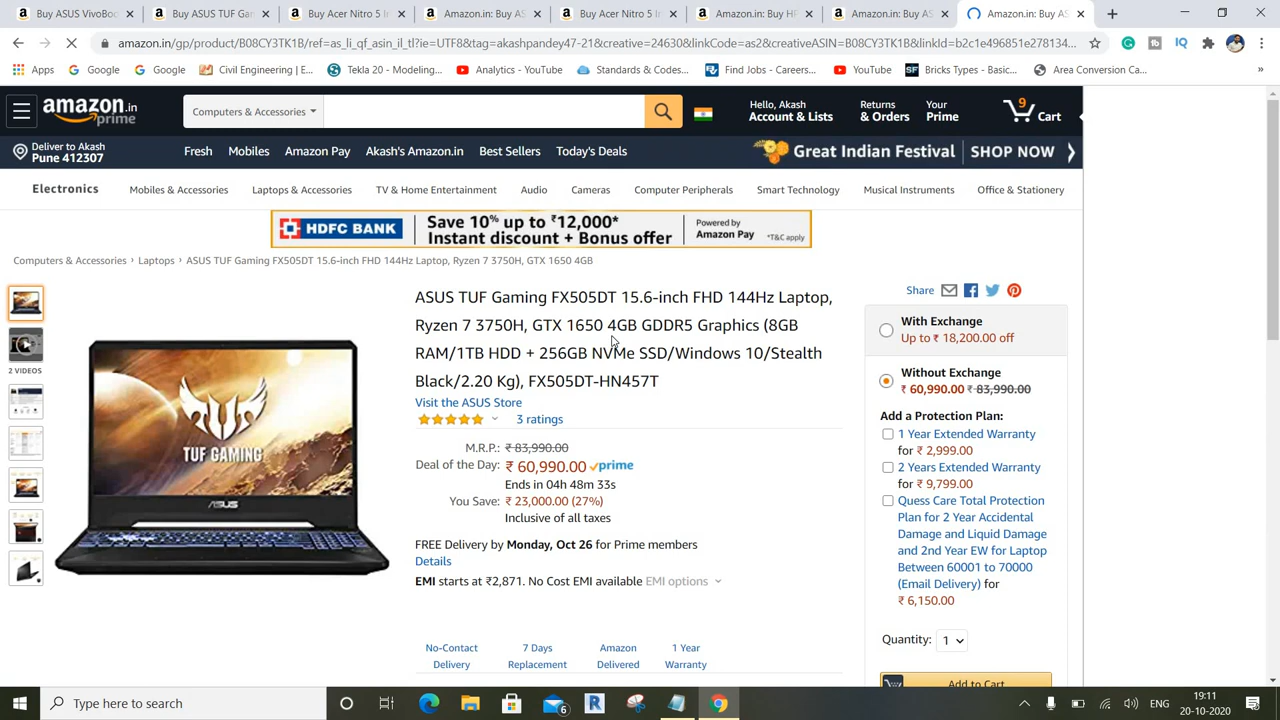 Buy ASUS VivoBoo
Buy ASUS TUF Gar
Buy Acer Nitro 5 In
Amazon.in: Buy AS
Buy Acer Nitro 5 In
Amazon.in: Buy HP
Amazon.in: Buy AS
Amazon.in: Buy AS
amazon.in/gp/product/B08CY3TK1B/ref=as_li_qf_asin_il_tl?ie=UTF8&tag=akashpandey47-21&creative=24630&linkCode=as2&creativeASIN=B08CY3TK1B&linkId=b2c1e496851e278134...
Apps Google Google Civil Engineering | E... Tekla 20 - Modeling... Analytics - YouTube Standards & Codes... Find Jobs - Careers... YouTube SF Bricks Types - Basic... Area Conversion Ca... »
amazon.in
prime
Computers & Accessories
Hello, Akash
Account & Lists
Returns
& Orders
Your
Prime
9
Cart
Deliver to Akash
Pune 412307
Fresh Mobiles Amazon Pay Akash's Amazon.in Best Sellers Today's Deals
Great Indian Festival | SHOP NOW
Electronics Mobiles & Accessories Laptops & Accessories TV & Home Entertainment Audio Cameras Computer Peripherals Smart Technology Musical Instruments Office & Stationery
HDFC BANK
Save 10% up to ₹12,000*
Instant discount + Bonus offer
Powered by
Amazon Pay
*T&C apply
Computers & Accessories › Laptops › ASUS TUF Gaming FX505DT 15.6-inch FHD 144Hz Laptop, Ryzen 7 3750H, GTX 1650 4GB
2 VIDEOS
TUF GAMING
ASUS
ASUS TUF Gaming FX505DT 15.6-inch FHD 144Hz Laptop,
Ryzen 7 3750H, GTX 1650 4GB GDDR5 Graphics (8GB
RAM/1TB HDD + 256GB NVMe SSD/Windows 10/Stealth
Black/2.20 Kg), FX505DT-HN457T
Visit the ASUS Store
3 ratings
M.R.P.: ₹ 83,990.00
Deal of the Day: ₹ 60,990.00 prime
Ends in 04h 48m 33s
You Save: ₹ 23,000.00 (27%)
Inclusive of all taxes
FREE Delivery by Monday, Oct 26 for Prime members
Details
EMI starts at ₹2,871. No Cost EMI available EMI options
No-Contact
Delivery
7 Days
Replacement
Amazon
Delivered
1 Year
Warranty
Share
With Exchange
Up to ₹ 18,200.00 off
Without Exchange
₹ 60,990.00 ₹ 83,990.00
Add a Protection Plan:
1 Year Extended Warranty
for ₹ 2,999.00
2 Years Extended Warranty
for ₹ 9,799.00
Quess Care Total Protection
Plan for 2 Year Accidental
Damage and Liquid Damage
and 2nd Year EW for Laptop
Between 60001 to 70000
(Email Delivery) for
₹ 6,150.00
Quantity: 1
Add to Cart
Type here to search
6
ENG
19:11
20-10-2020